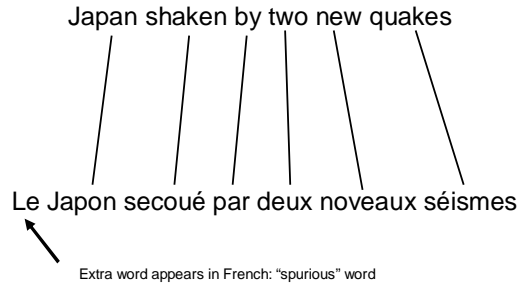 Japan shaken by two new quakes
Le Japon secoué par deux noveaux séismes
Extra word appears in French: “spurious” word